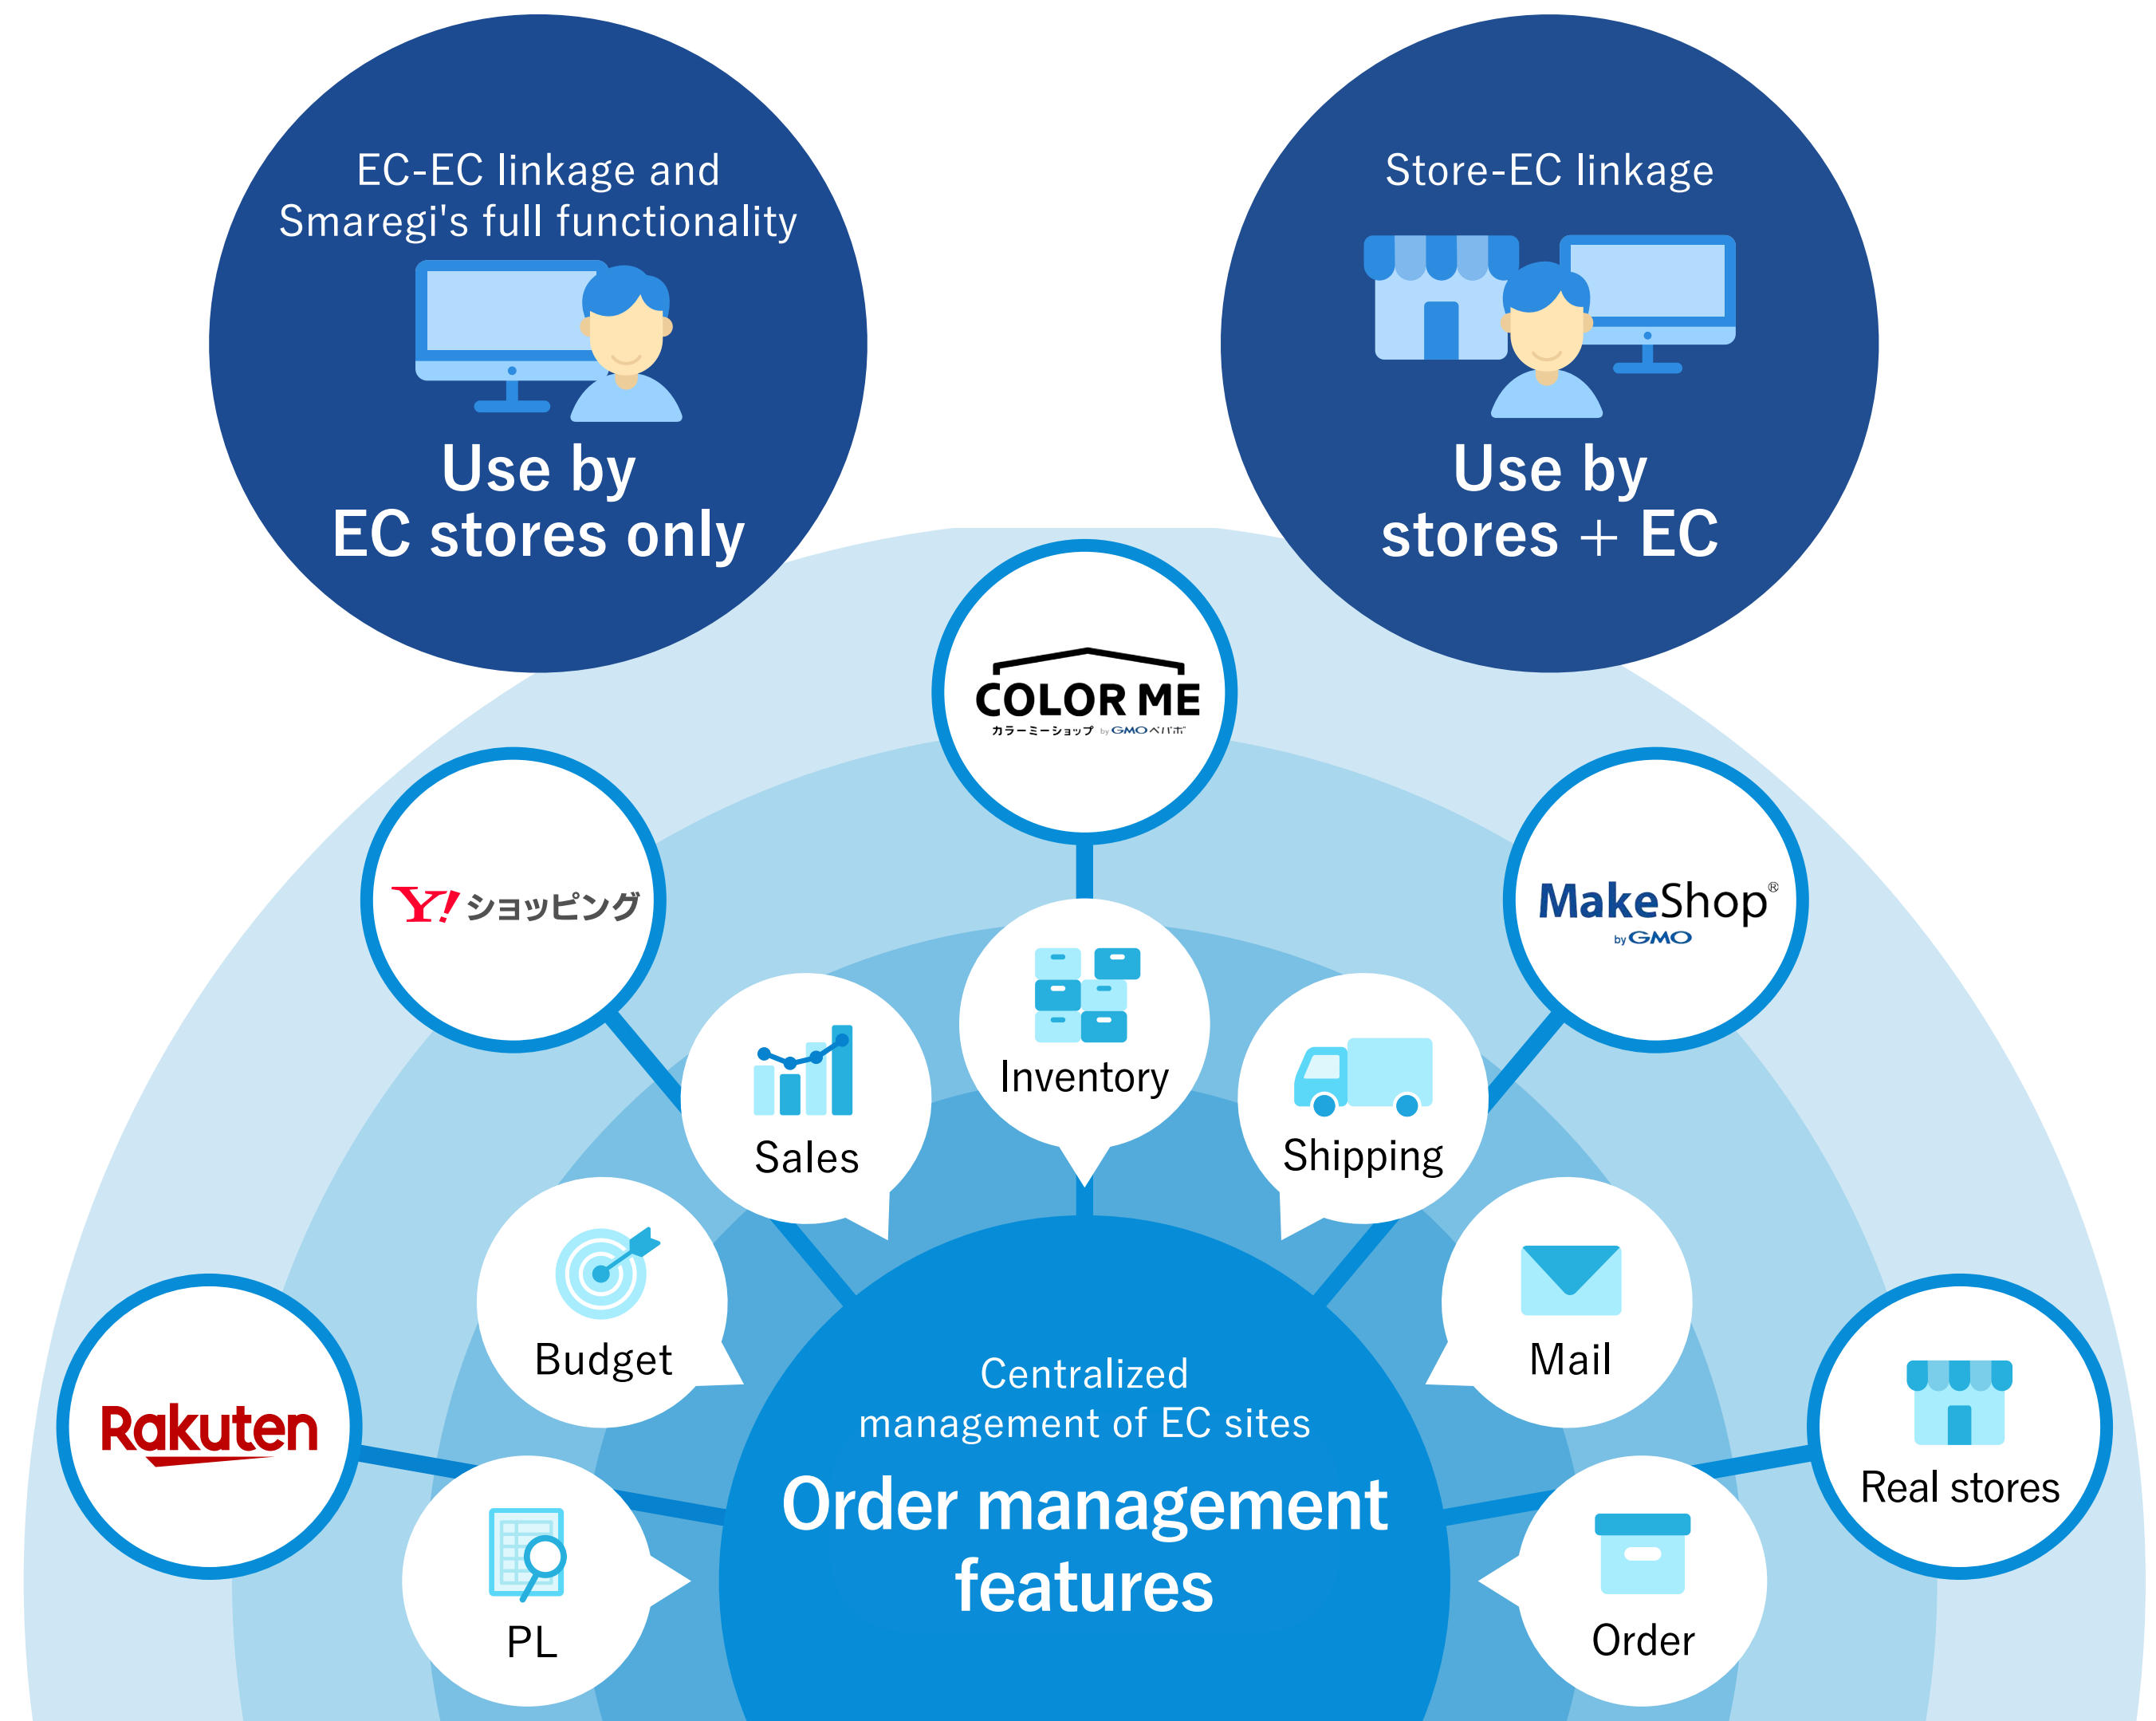 EC-EC linkage and
Smaregi's full functionality
Use by
EC stores only
Store-EC linkage
Use by
stores + EC
COLOR ME
カラーミーショップ by GMOペパボ
Y! ショッピング
MakeShop®
by GMO
Inventory
Sales
Shipping
Budget
Mail
Rakuten
Real stores
PL
Order
Centralized
management of EC sites
Order management
features